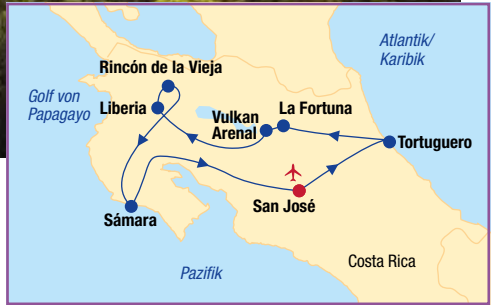 Atlantik/
Karibik
Rincón de la Vieja
Golf von
Papagayo
Liberia
Vulkan
Arenal
La Fortuna
Tortuguero
San José
Sámara
Costa Rica
Pazifik